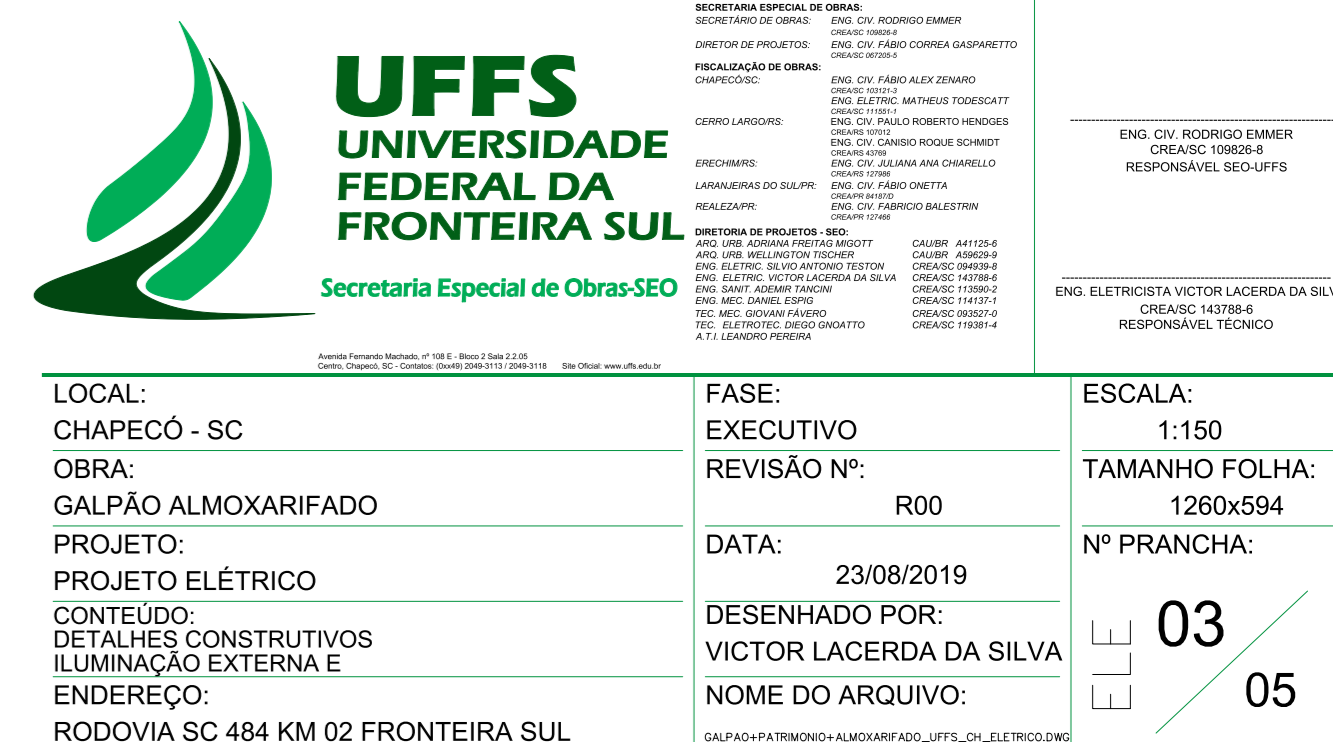 UFFS
UNIVERSIDADE
FEDERAL DA
FRONTEIRA SUL
Secretaria Especial de Obras-SEO
Avenida Fernando Machado, nº 108 E - Bloco 2 Sala 2.2.05
Centro, Chapecó, SC - Contatos: (0xx49) 2049-3113 / 2049-3118 Site Oficial: www.uffs.edu.br
SECRETARIA ESPECIAL DE OBRAS:
SECRETÁRIO DE OBRAS: ENG. CIV. RODRIGO EMMER
CREA/SC 109826-8
DIRETOR DE PROJETOS: ENG. CIV. FÁBIO CORREA GASPARETTO
CREA/SC 067205-5
FISCALIZAÇÃO DE OBRAS:
CHAPECÓ/SC: ENG. CIV. FÁBIO ALEX ZENARO
CREA/SC 103121-3
ENG. ELETRIC. MATHEUS TODESCATT
CREA/SC 111551-1
CERRO LARGO/RS: ENG. CIV. PAULO ROBERTO HENDGES
CREA/RS 107012
ENG. CIV. CANISIO ROQUE SCHMIDT
CREA/RS 43769
ERECHIM/RS: ENG. CIV. JULIANA ANA CHIARELLO
CREA/RS 127986
LARANJEIRAS DO SUL/PR: ENG. CIV. FÁBIO ONETTA
CREA/PR 84187/D
REALEZA/PR: ENG. CIV. FABRICIO BALESTRIN
CREA/PR 127466
DIRETORIA DE PROJETOS - SEO:
ARQ. URB. ADRIANA FREITAG MIGOTT CAU/BR A41125-6
ARQ. URB. WELLINGTON TISCHER CAU/BR A59629-9
ENG. ELETRIC. SILVIO ANTONIO TESTON CREA/SC 094939-8
ENG. ELETRIC. VICTOR LACERDA DA SILVA CREA/SC 143788-6
ENG. SANIT. ADEMIR TANCINI CREA/SC 113590-2
ENG. MEC. DANIEL ESPIG CREA/SC 114137-1
TEC. MEC. GIOVANI FÁVERO CREA/SC 093527-0
TEC. ELETROTEC. DIEGO GNOATTO CREA/SC 119381-4
A.T.I. LEANDRO PEREIRA
ENG. CIV. RODRIGO EMMER
CREA/SC 109826-8
RESPONSÁVEL SEO-UFFS
ENG. ELETRICISTA VICTOR LACERDA DA SILV
CREA/SC 143788-6
RESPONSÁVEL TÉCNICO
LOCAL:
CHAPECÓ - SC
OBRA:
GALPÃO ALMOXARIFADO
PROJETO:
PROJETO ELÉTRICO
CONTEÚDO:
DETALHES CONSTRUTIVOS
ILUMINAÇÃO EXTERNA E
ENDEREÇO:
RODOVIA SC 484 KM 02 FRONTEIRA SUL
FASE:
EXECUTIVO
REVISÃO Nº:
R00
DATA:
23/08/2019
DESENHADO POR:
VICTOR LACERDA DA SILVA
NOME DO ARQUIVO:
GALPAO+PATRIMONIO+ALMOXARIFADO_UFFS_CH_ELETRICO.DWG
ESCALA:
1:150
TAMANHO FOLHA:
1260x594
Nº PRANCHA:
ELE
03
05